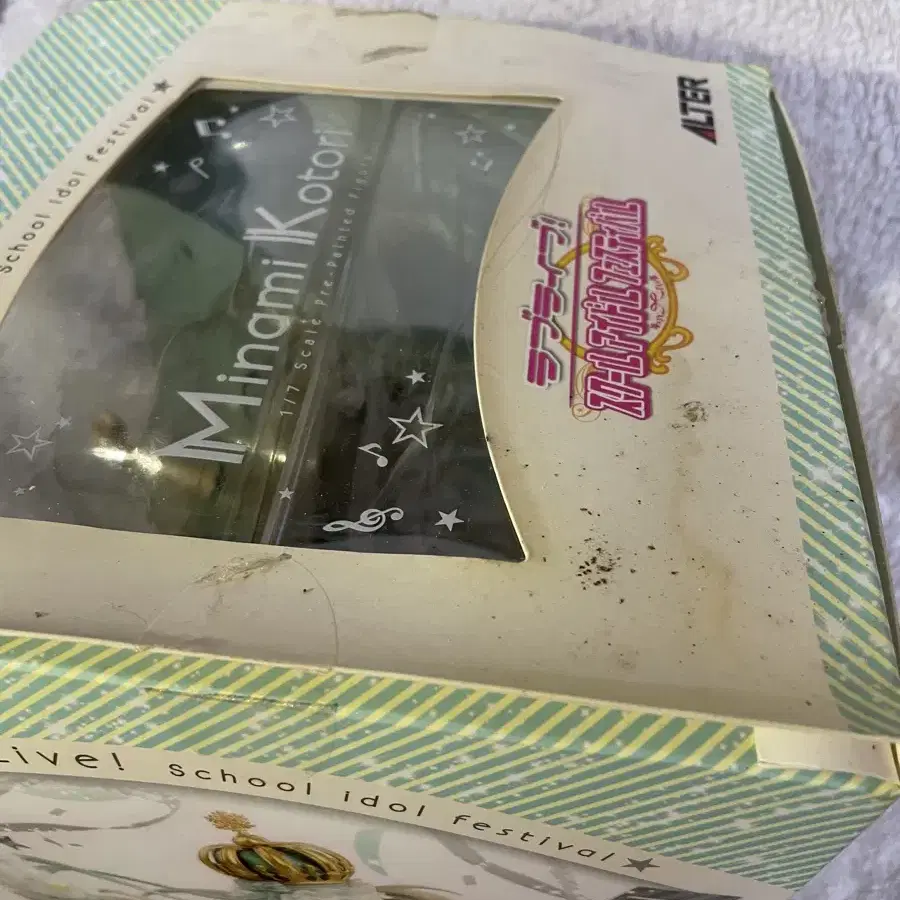 School idol festival★
ALTER
Minami Kotori
1/7 Scale Pre-Painted Figure
ラブライブ!
スクールアイドルフェスティバル
Live! School idol festival★